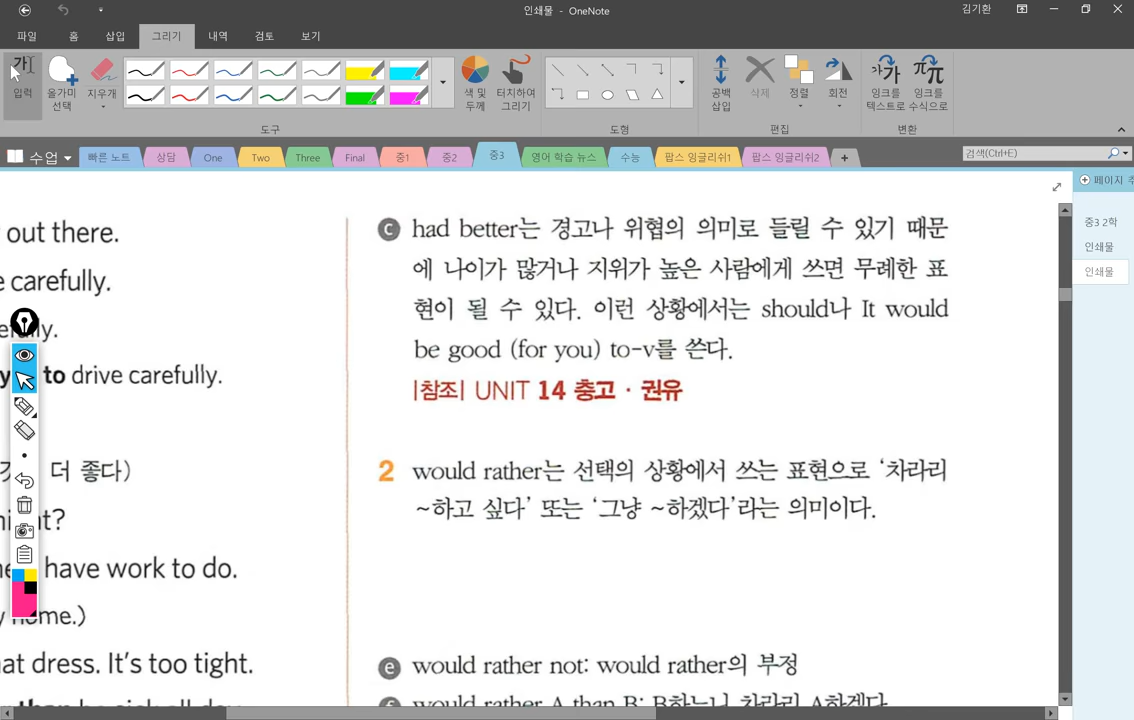 인쇄물 - OneNote
김기환
파일 홈 삽입 그리기 내역 검토 보기
가
입력
올가미
선택
지우개
색 및
두께
터치하여
그리기
공백
삽입
삭제
정렬
회전
잉크를
텍스트로
잉크를
수식으로
도구
도형
편집
변환
수업
빠른 노트 상담 One Two Three Final 중1 중2 중3 영어 학습 뉴스 수능 팝스 잉글리쉬1 팝스 잉글리쉬2 +
검색(Ctrl+E)
페이지
중3 2학
인쇄물
인쇄물
out there.
carefully.
to drive carefully.
더 좋다)
have work to do.
dress. It's too tight.
c had better는 경고나 위협의 의미로 들릴 수 있기 때문
에 나이가 많거나 지위가 높은 사람에게 쓰면 무례한 표
현이 될 수 있다. 이런 상황에서는 should나 It would
be good (for you) to-v를 쓴다.
|참조| UNIT 14 충고 · 권유
2 would rather는 선택의 상황에서 쓰는 표현으로 ‘차라리
~하고 싶다’ 또는 ‘그냥 ~하겠다’라는 의미이다.
e would rather not: would rather의 부정
would rather A than B: B하느니 차라리 A하겠다